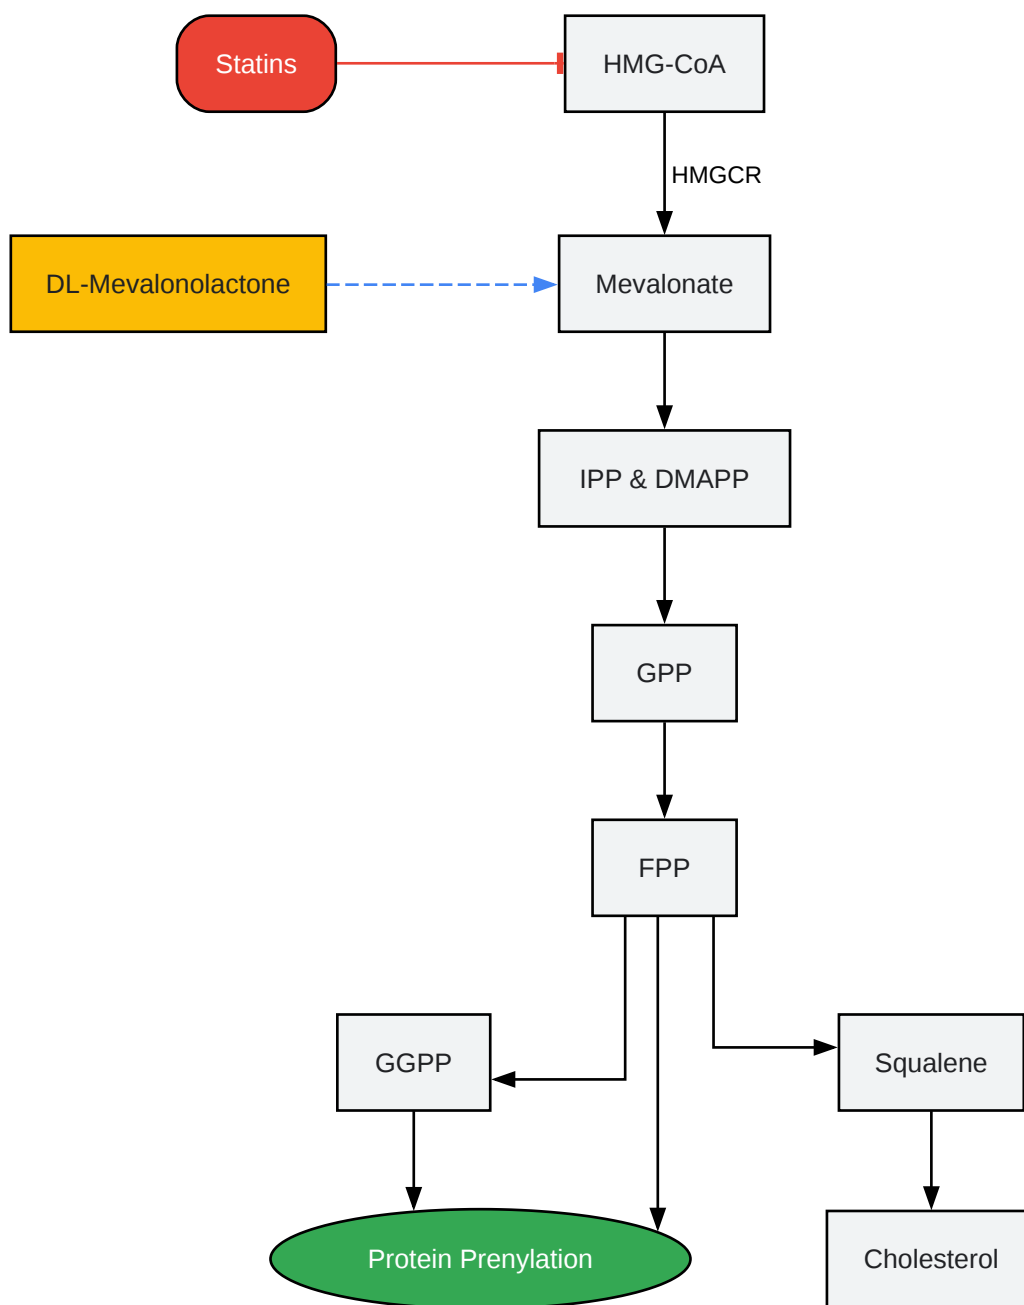 Statins
HMG-CoA
HMGCR
DL-Mevalonolactone
Mevalonate
IPP & DMAPP
GPP
FPP
GGPP
Squalene
Protein Prenylation
Cholesterol